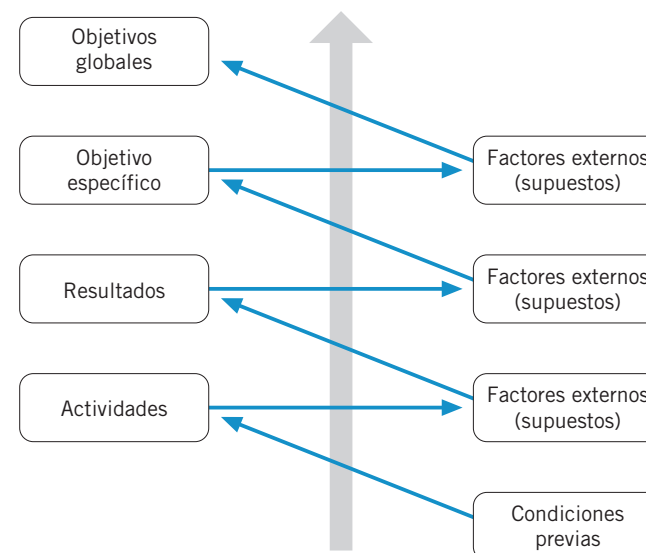 Objetivos
globales
Objetivo
específico
Factores externos
(supuestos)
Resultados
Factores externos
(supuestos)
Actividades
Factores externos
(supuestos)
Condiciones
previas